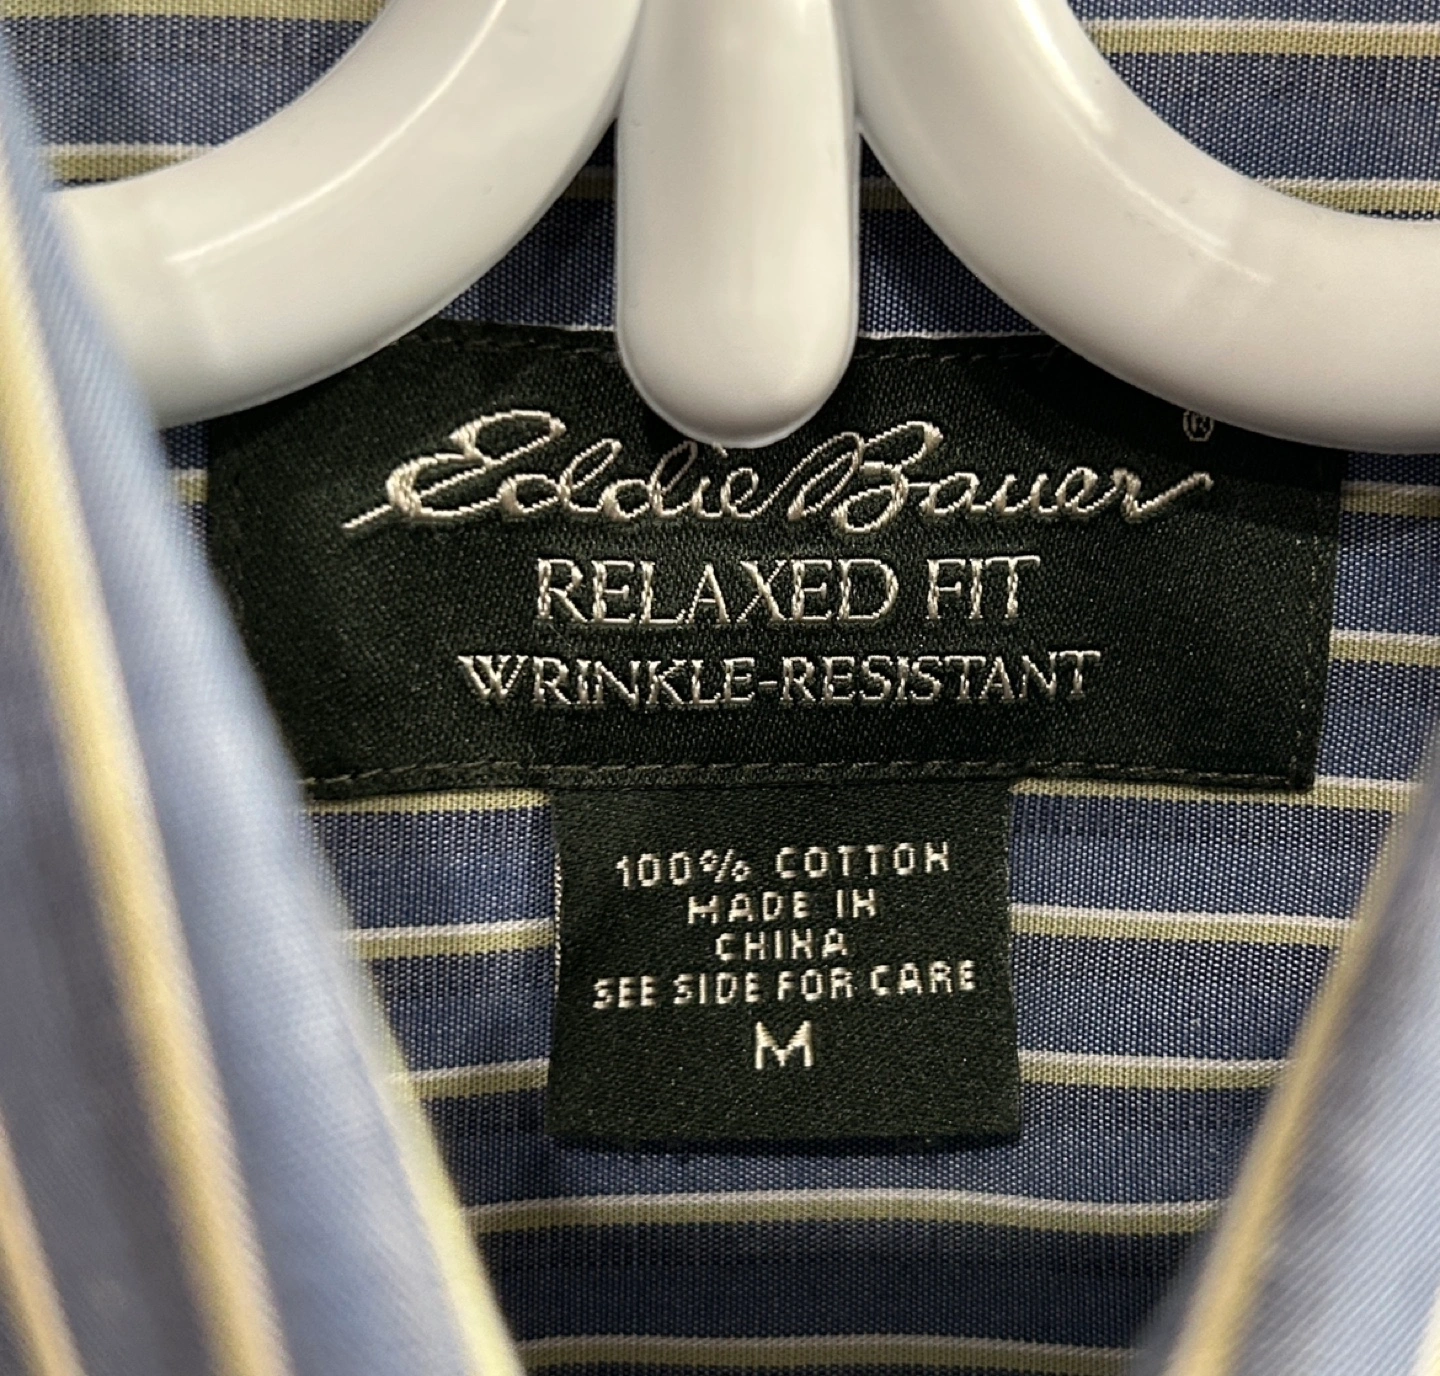 Eddie Bauer®
RELAXED FIT
WRINKLE-RESISTANT
100% COTTON
MADE IN
CHINA
SEE SIDE FOR CARE
M